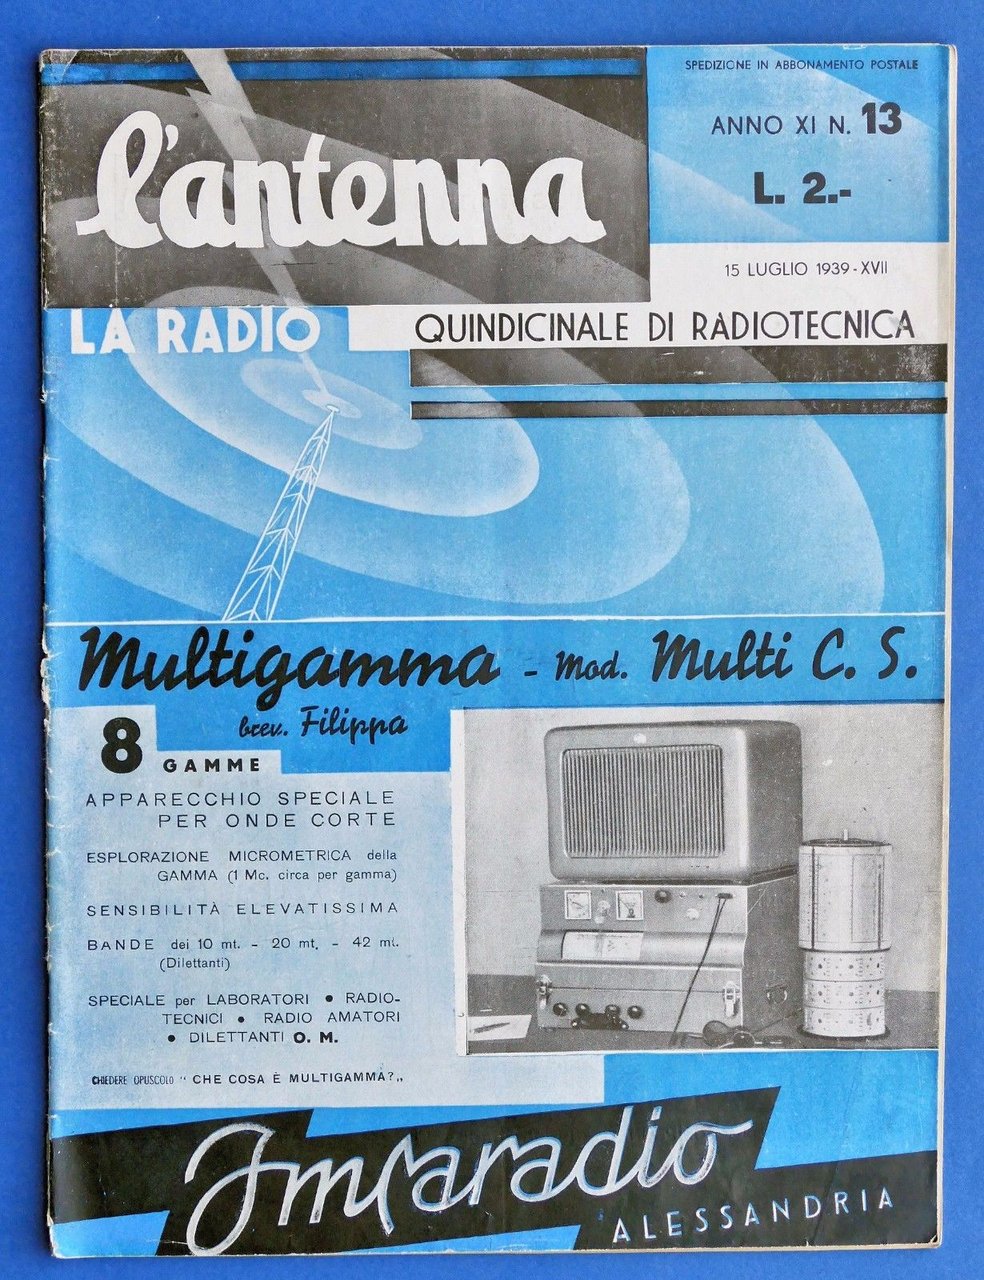 SPEDIZIONE IN ABBONAMENTO POSTALE
l'antenna
ANNO XI N. 13
L. 2.-
15 LUGLIO 1939-XVII
LA RADIO
QUINDICINALE DI RADIOTECNICA
Multigamma - Mod. Multi C. S.
brev. Filippa
8 GAMME
APPARECCHIO SPECIALE
PER ONDE CORTE
ESPLORAZIONE MICROMETRICA della
GAMMA (1 Mc. circa per gamma)
SENSIBILITÀ ELEVATISSIMA
BANDE dei 10 mt. - 20 mt. - 42 mt.
(Dilettanti)
SPECIALE per LABORATORI • RADIO-
TECNICI • RADIO AMATORI
• DILETTANTI O. M.
CHIEDERE OPUSCOLO " CHE COSA È MULTIGAMMA? „
Imcaradio
ALESSANDRIA